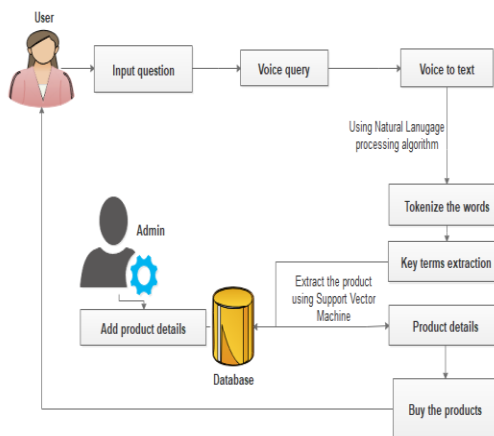 User
Input question
Voice query
Voice to text
Using Natural Lanugage
processing algorithm
Tokenize the words
Admin
Key terms extraction
Extract the product
using Support Vector
Machine
Add product details
Product details
Database
Buy the products